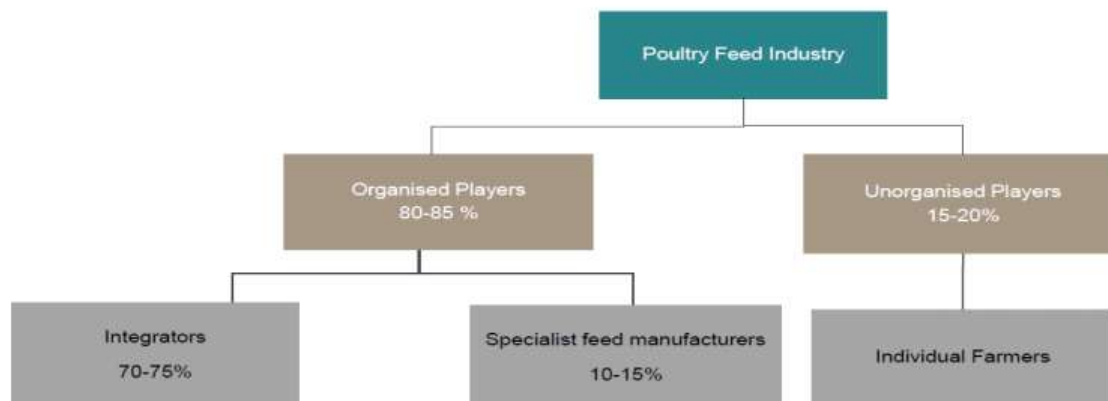 Poultry Feed Industry
Organised Players
80-85 %
Unorganised Players
15-20%
Integrators
70-75%
Specialist feed manufacturers
10-15%
Individual Farmers